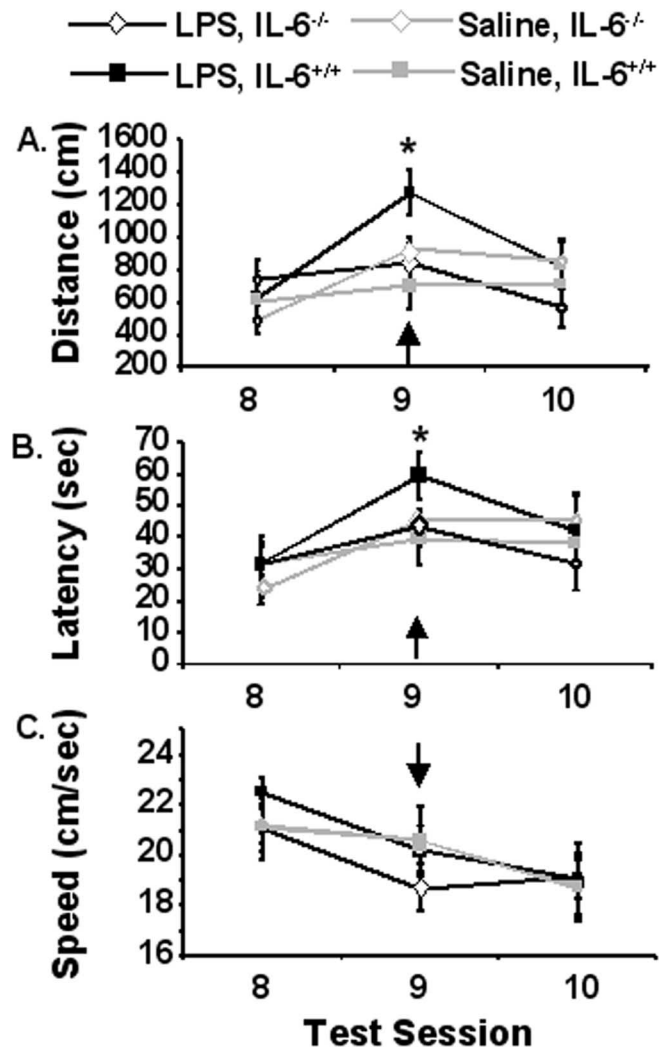 LPS, IL-6-/- Saline, IL-6-/-
LPS, IL-6+/+ Saline, IL-6+/+
A.
Distance (cm)
1600
1400
1200
1000
800
600
400
200
*
8 9 10
B.
Latency (sec)
70
60
50
40
30
20
10
0
*
8 9 10
C.
Speed (cm/sec)
24
22
20
18
16
8 9 10
Test Session